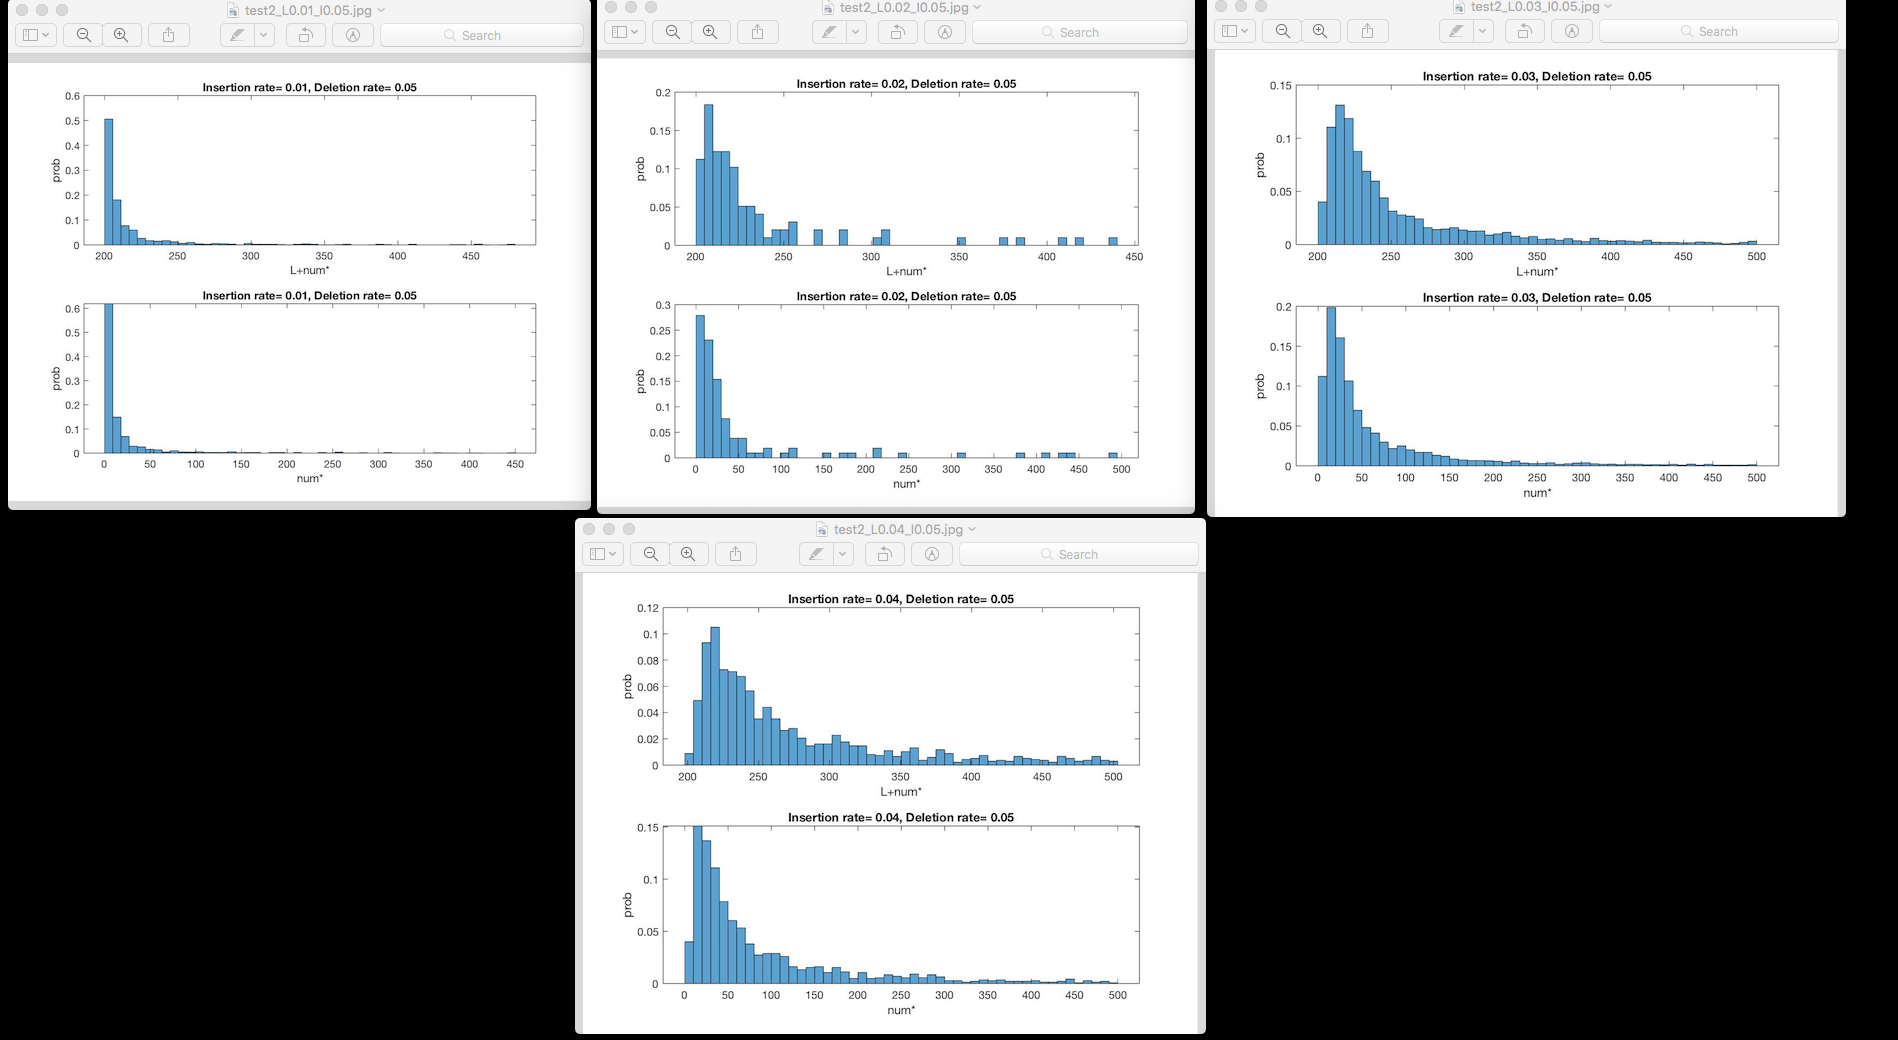 test2_L0.01_I0.05.jpg
Search
Insertion rate= 0.01, Deletion rate= 0.05
0.6
0.5
0.4
0.3
0.2
0.1
0
prob
200 250 300 350 400 450
L+num*
Insertion rate= 0.01, Deletion rate= 0.05
0.6
0.5
0.4
0.3
0.2
0.1
0
prob
0 50 100 150 200 250 300 350 400 450
num*
test2_L0.02_I0.05.jpg
Search
Insertion rate= 0.02, Deletion rate= 0.05
0.2
0.15
0.1
0.05
0
prob
200 250 300 350 400 450
L+num*
Insertion rate= 0.02, Deletion rate= 0.05
0.3
0.25
0.2
0.15
0.1
0.05
0
prob
0 50 100 150 200 250 300 350 400 450 500
num*
test2_L0.03_I0.05.jpg
Search
Insertion rate= 0.03, Deletion rate= 0.05
0.15
0.1
0.05
0
prob
200 250 300 350 400 450 500
L+num*
Insertion rate= 0.03, Deletion rate= 0.05
0.2
0.15
0.1
0.05
0
prob
0 50 100 150 200 250 300 350 400 450 500
num*
test2_L0.04_I0.05.jpg
Search
Insertion rate= 0.04, Deletion rate= 0.05
0.12
0.1
0.08
0.06
0.04
0.02
0
prob
200 250 300 350 400 450 500
L+num*
Insertion rate= 0.04, Deletion rate= 0.05
0.15
0.1
0.05
0
prob
0 50 100 150 200 250 300 350 400 450 500
num*